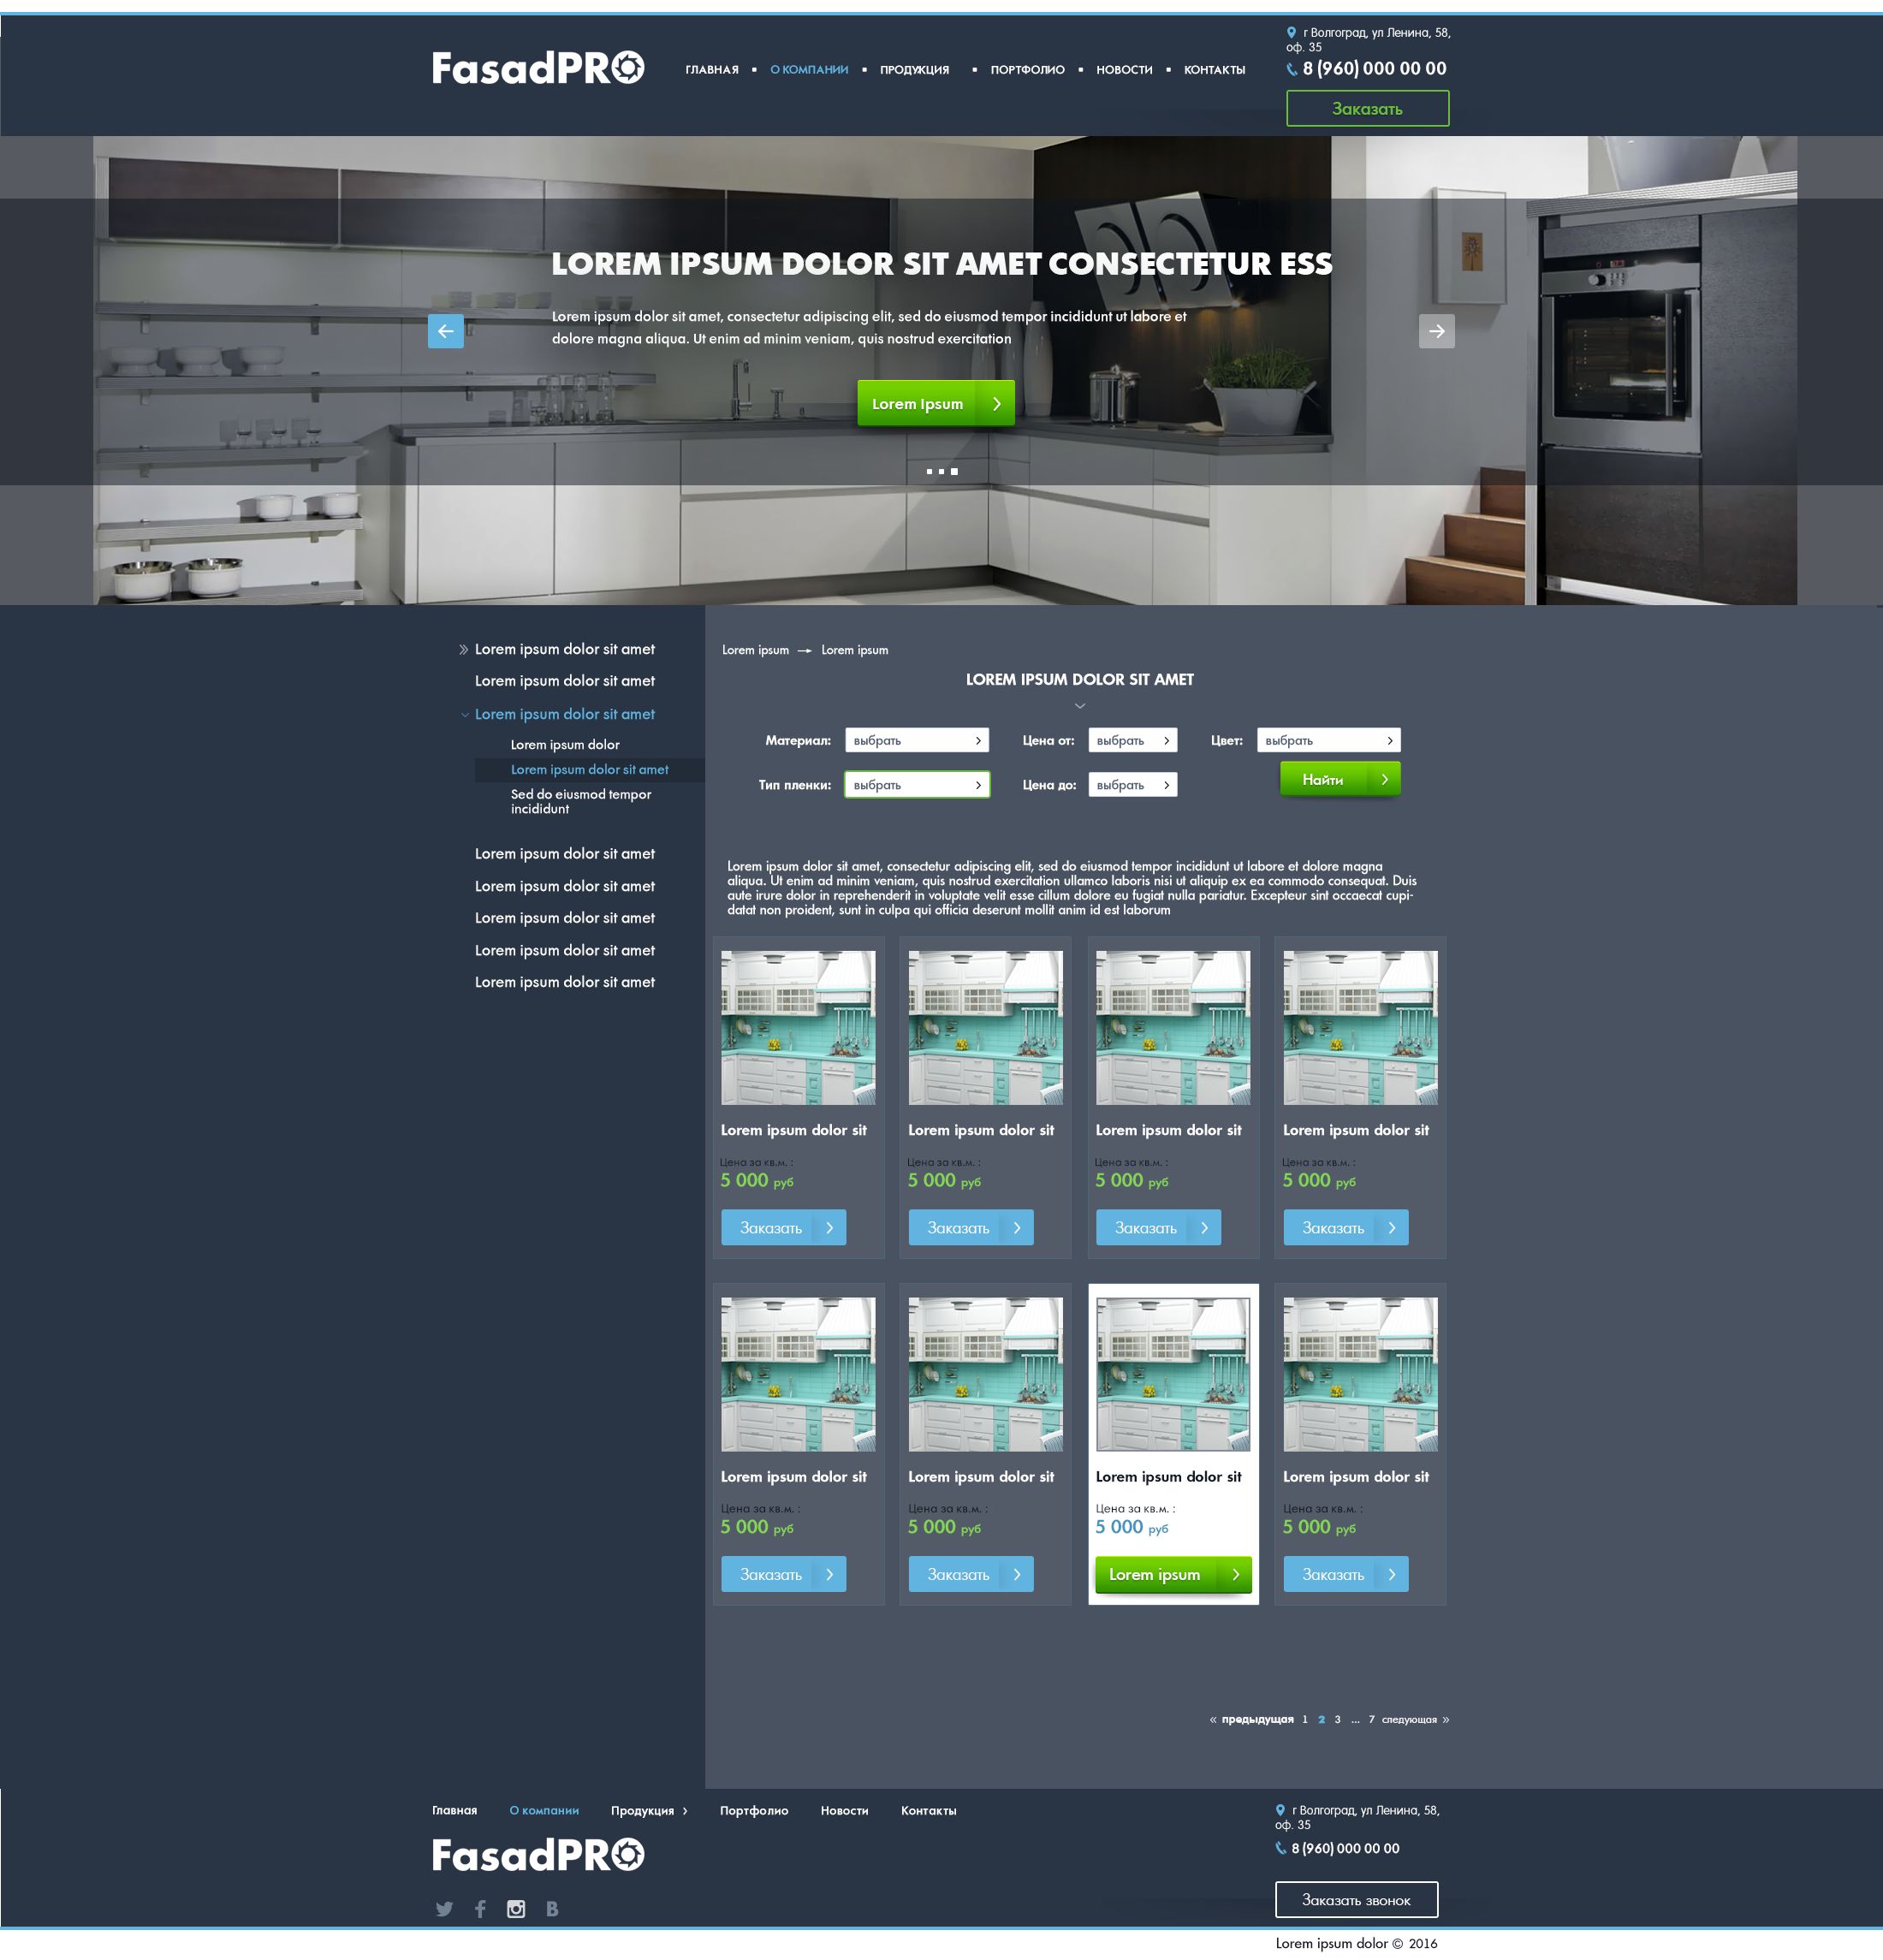 FasadPRO
ГЛАВНАЯ
О КОМПАНИИ
ПРОДУКЦИЯ
ПОРТФОЛИО
НОВОСТИ
КОНТАКТЫ
г Волгоград, ул Ленина, 58,
оф. 35
8 (960) 000 00 00
Заказать
LOREM IPSUM DOLOR SIT AMET CONSECTETUR ESS
Lorem ipsum dolor sit amet, consectetur adipiscing elit, sed do eiusmod tempor incididunt ut labore et
dolore magna aliqua. Ut enim ad minim veniam, quis nostrud exercitation
Lorem Ipsum
Lorem ipsum dolor sit amet
Lorem ipsum dolor sit amet
Lorem ipsum dolor sit amet
Lorem ipsum dolor
Lorem ipsum dolor sit amet
Sed do eiusmod tempor
incididunt
Lorem ipsum dolor sit amet
Lorem ipsum dolor sit amet
Lorem ipsum dolor sit amet
Lorem ipsum dolor sit amet
Lorem ipsum dolor sit amet
Lorem ipsum → Lorem ipsum
LOREM IPSUM DOLOR SIT AMET
Материал: выбрать
Цена от: выбрать
Цвет: выбрать
Тип пленки: выбрать
Цена до: выбрать
Найти
Lorem ipsum dolor sit amet, consectetur adipiscing elit, sed do eiusmod tempor incididunt ut labore et dolore magna
aliqua. Ut enim ad minim veniam, quis nostrud exercitation ullamco laboris nisi ut aliquip ex ea commodo consequat. Duis
aute irure dolor in reprehenderit in voluptate velit esse cillum dolore eu fugiat nulla pariatur. Excepteur sint occaecat cupi-
datat non proident, sunt in culpa qui officia deserunt mollit anim id est laborum
Lorem ipsum dolor sit
Цена за кв.м. :
5 000 руб
Заказать
Lorem ipsum dolor sit
Цена за кв.м. :
5 000 руб
Заказать
Lorem ipsum dolor sit
Цена за кв.м. :
5 000 руб
Заказать
Lorem ipsum dolor sit
Цена за кв.м. :
5 000 руб
Заказать
Lorem ipsum dolor sit
Цена за кв.м. :
5 000 руб
Заказать
Lorem ipsum dolor sit
Цена за кв.м. :
5 000 руб
Заказать
Lorem ipsum dolor sit
Цена за кв.м. :
5 000 руб
Lorem ipsum
Lorem ipsum dolor sit
Цена за кв.м. :
5 000 руб
Заказать
« предыдущая 1 2 3 ... 7 следующая »
Главная
О компании
Продукция
Портфолио
Новости
Контакты
FasadPRO
г Волгоград, ул Ленина, 58,
оф. 35
8 (960) 000 00 00
Заказать звонок
Lorem ipsum dolor © 2016